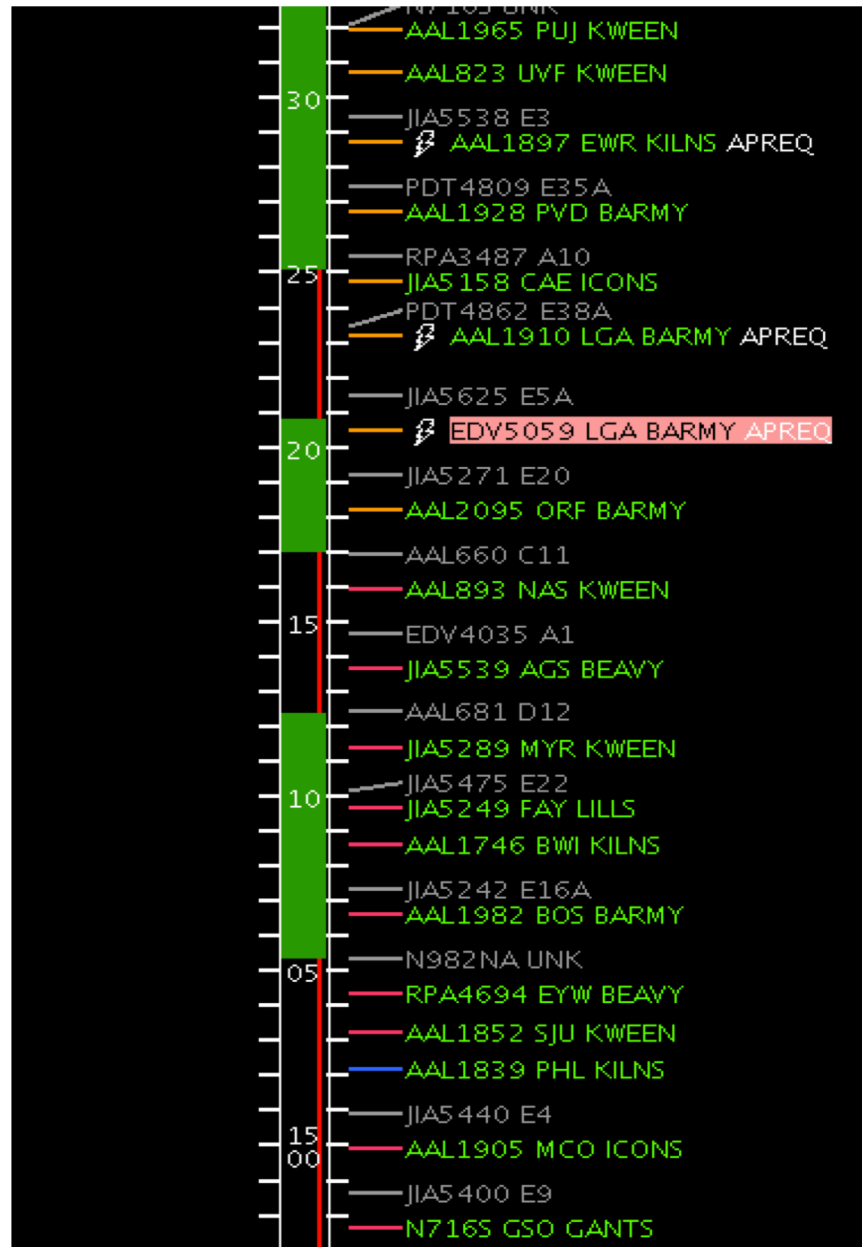 AAL1965 PUJ KWEEN
AAL823 UVF KWEEN
30
JIA5538 E3
AAL1897 EWR KILNS APREQ
PDT4809 E35A
AAL1928 PVD BARMY
RPA3487 A10
25
JIA5158 CAE ICONS
PDT4862 E38A
AAL1910 LGA BARMY APREQ
JIA5625 E5A
EDV5059 LGA BARMY APREQ
20
JIA5271 E20
AAL2095 ORF BARMY
AAL660 C11
AAL893 NAS KWEEN
15
EDV4035 A1
JIA5539 AGS BEAVY
AAL681 D12
JIA5289 MYR KWEEN
JIA5475 E22
10
JIA5249 FAY LILLS
AAL1746 BWI KILNS
JIA5242 E16A
AAL1982 BOS BARMY
N982NA UNK
05
RPA4694 EYW BEAVY
AAL1852 SJU KWEEN
AAL1839 PHL KILNS
JIA5440 E4
15
00
AAL1905 MCO ICONS
JIA5400 E9
N716S GSO GANTS